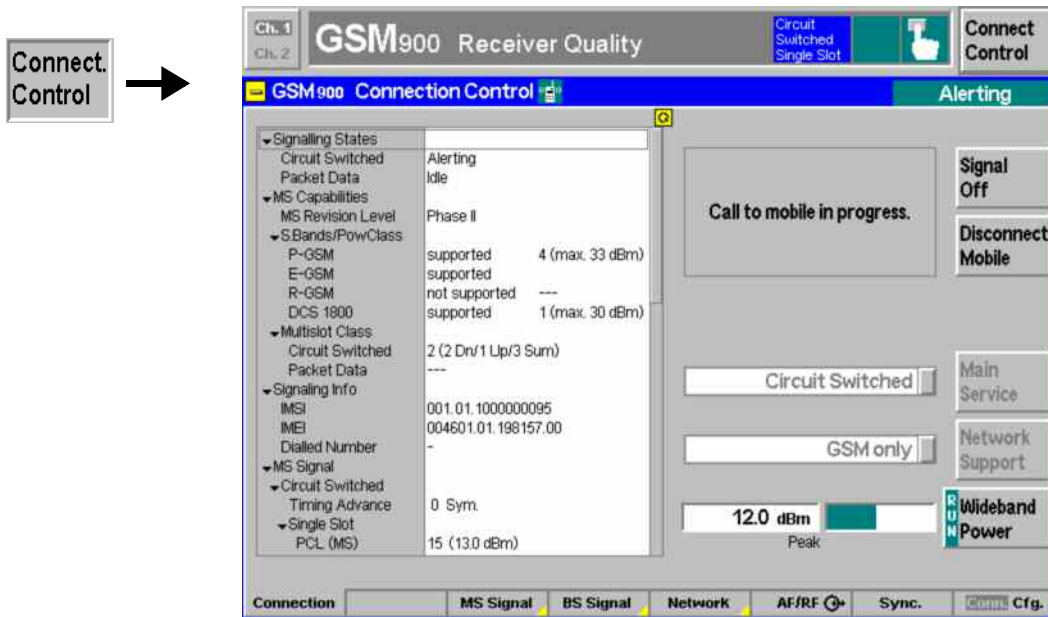 Connect.
Control
Ch. 1
Ch. 2
GSM900 Receiver Quality
Circuit
Switched
Single Slot
Connect
Control
GSM 900 Connection Control
Alerting
Signalling States
Circuit Switched Alerting
Packet Data Idle
MS Capabilities
MS Revision Level Phase II
S.Bands/PowClass
P-GSM supported 4 (max. 33 dBm)
E-GSM supported
R-GSM not supported ---
DCS 1800 supported 1 (max. 30 dBm)
Multislot Class
Circuit Switched 2 (2 Dn/1 Up/3 Sum)
Packet Data ---
Signaling Info
IMSI 001.01.1000000095
IMEI 004601.01.198157.00
Dialled Number -
MS Signal
Circuit Switched
Timing Advance 0 Sym.
Single Slot
PCL (MS) 15 (13.0 dBm)
Call to mobile in progress.
Signal
Off
Disconnect
Mobile
Circuit Switched
Main
Service
GSM only
Network
Support
12.0 dBm
Peak
RUN
Wideband
Power
Connection MS Signal BS Signal Network AF/RF Sync. Conn. Cfg.